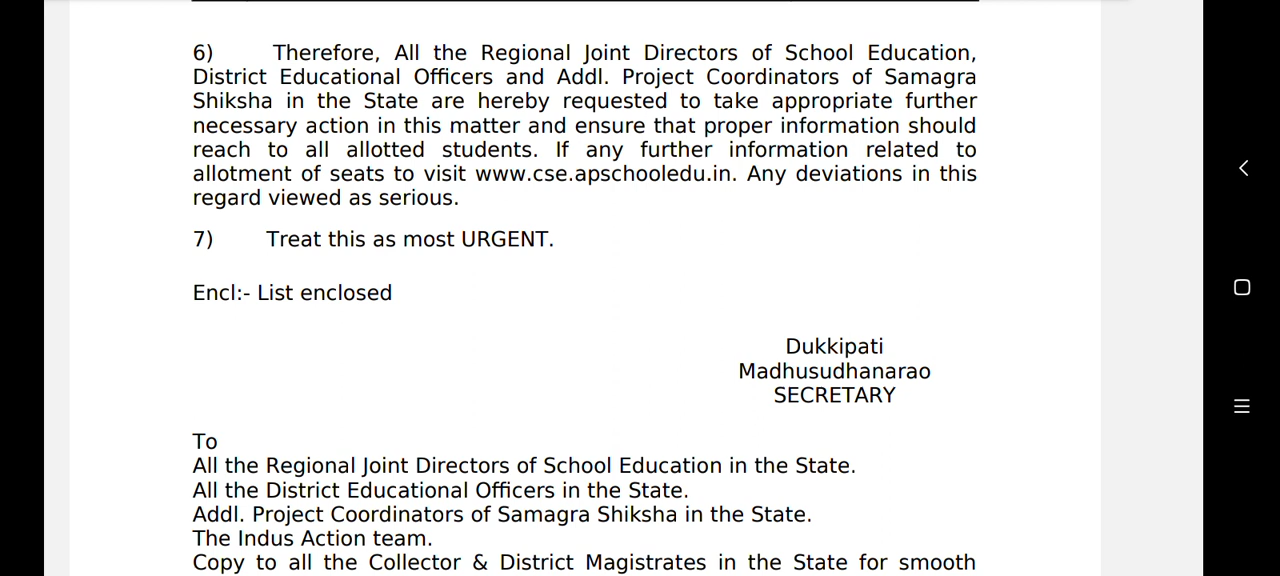 6) Therefore, All the Regional Joint Directors of School Education,
District Educational Officers and Addl. Project Coordinators of Samagra
Shiksha in the State are hereby requested to take appropriate further
necessary action in this matter and ensure that proper information should
reach to all allotted students. If any further information related to
allotment of seats to visit www.cse.apschooledu.in. Any deviations in this
regard viewed as serious.
7) Treat this as most URGENT.
Encl:- List enclosed
Dukkipati
Madhusudhanarao
SECRETARY
To
All the Regional Joint Directors of School Education in the State.
All the District Educational Officers in the State.
Addl. Project Coordinators of Samagra Shiksha in the State.
The Indus Action team.
Copy to all the Collector & District Magistrates in the State for smooth